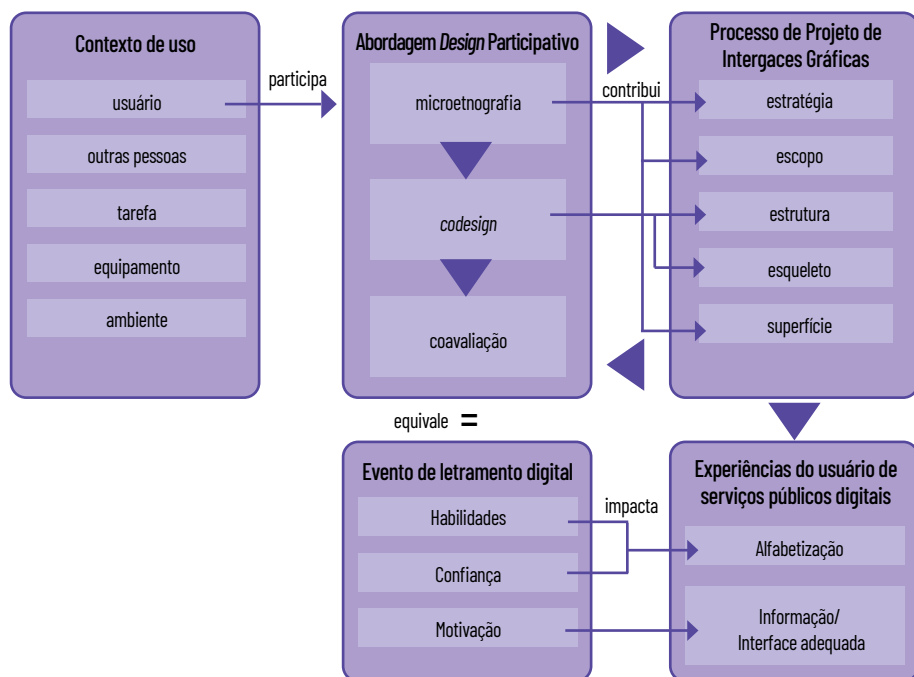 Contexto de uso
usuário
outras pessoas
tarefa
equipamento
ambiente
participa
Abordagem Design Participativo
microetnografia
codesign
coavaliação
contribui
Processo de Projeto de
Intergaces Gráficas
estratégia
escopo
estrutura
esqueleto
superfície
equivale =
Evento de letramento digital
Habilidades
Confiança
Motivação
impacta
Experiências do usuário de
serviços públicos digitais
Alfabetização
Informação/
Interface adequada